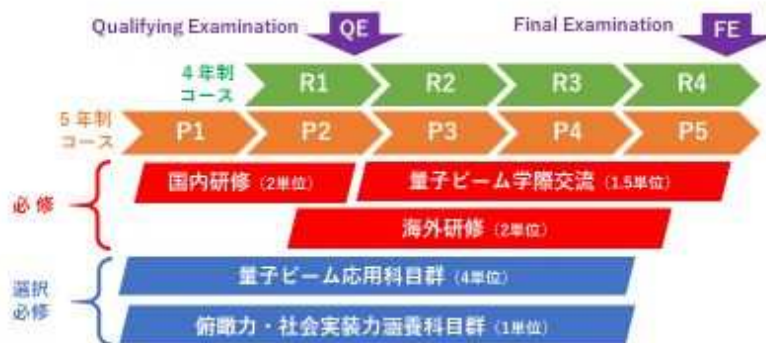 Qualifying Examination QE Final Examination FE
4年制
コース
R1 R2 R3 R4
5年制
コース
P1 P2 P3 P4 P5
必修
国内研修（2単位） 量子ビーム学際交流（1.5単位）
海外研修（2単位）
選択
必修
量子ビーム応用科目群（4単位）
俯瞰力・社会実装力涵養科目群（1単位）